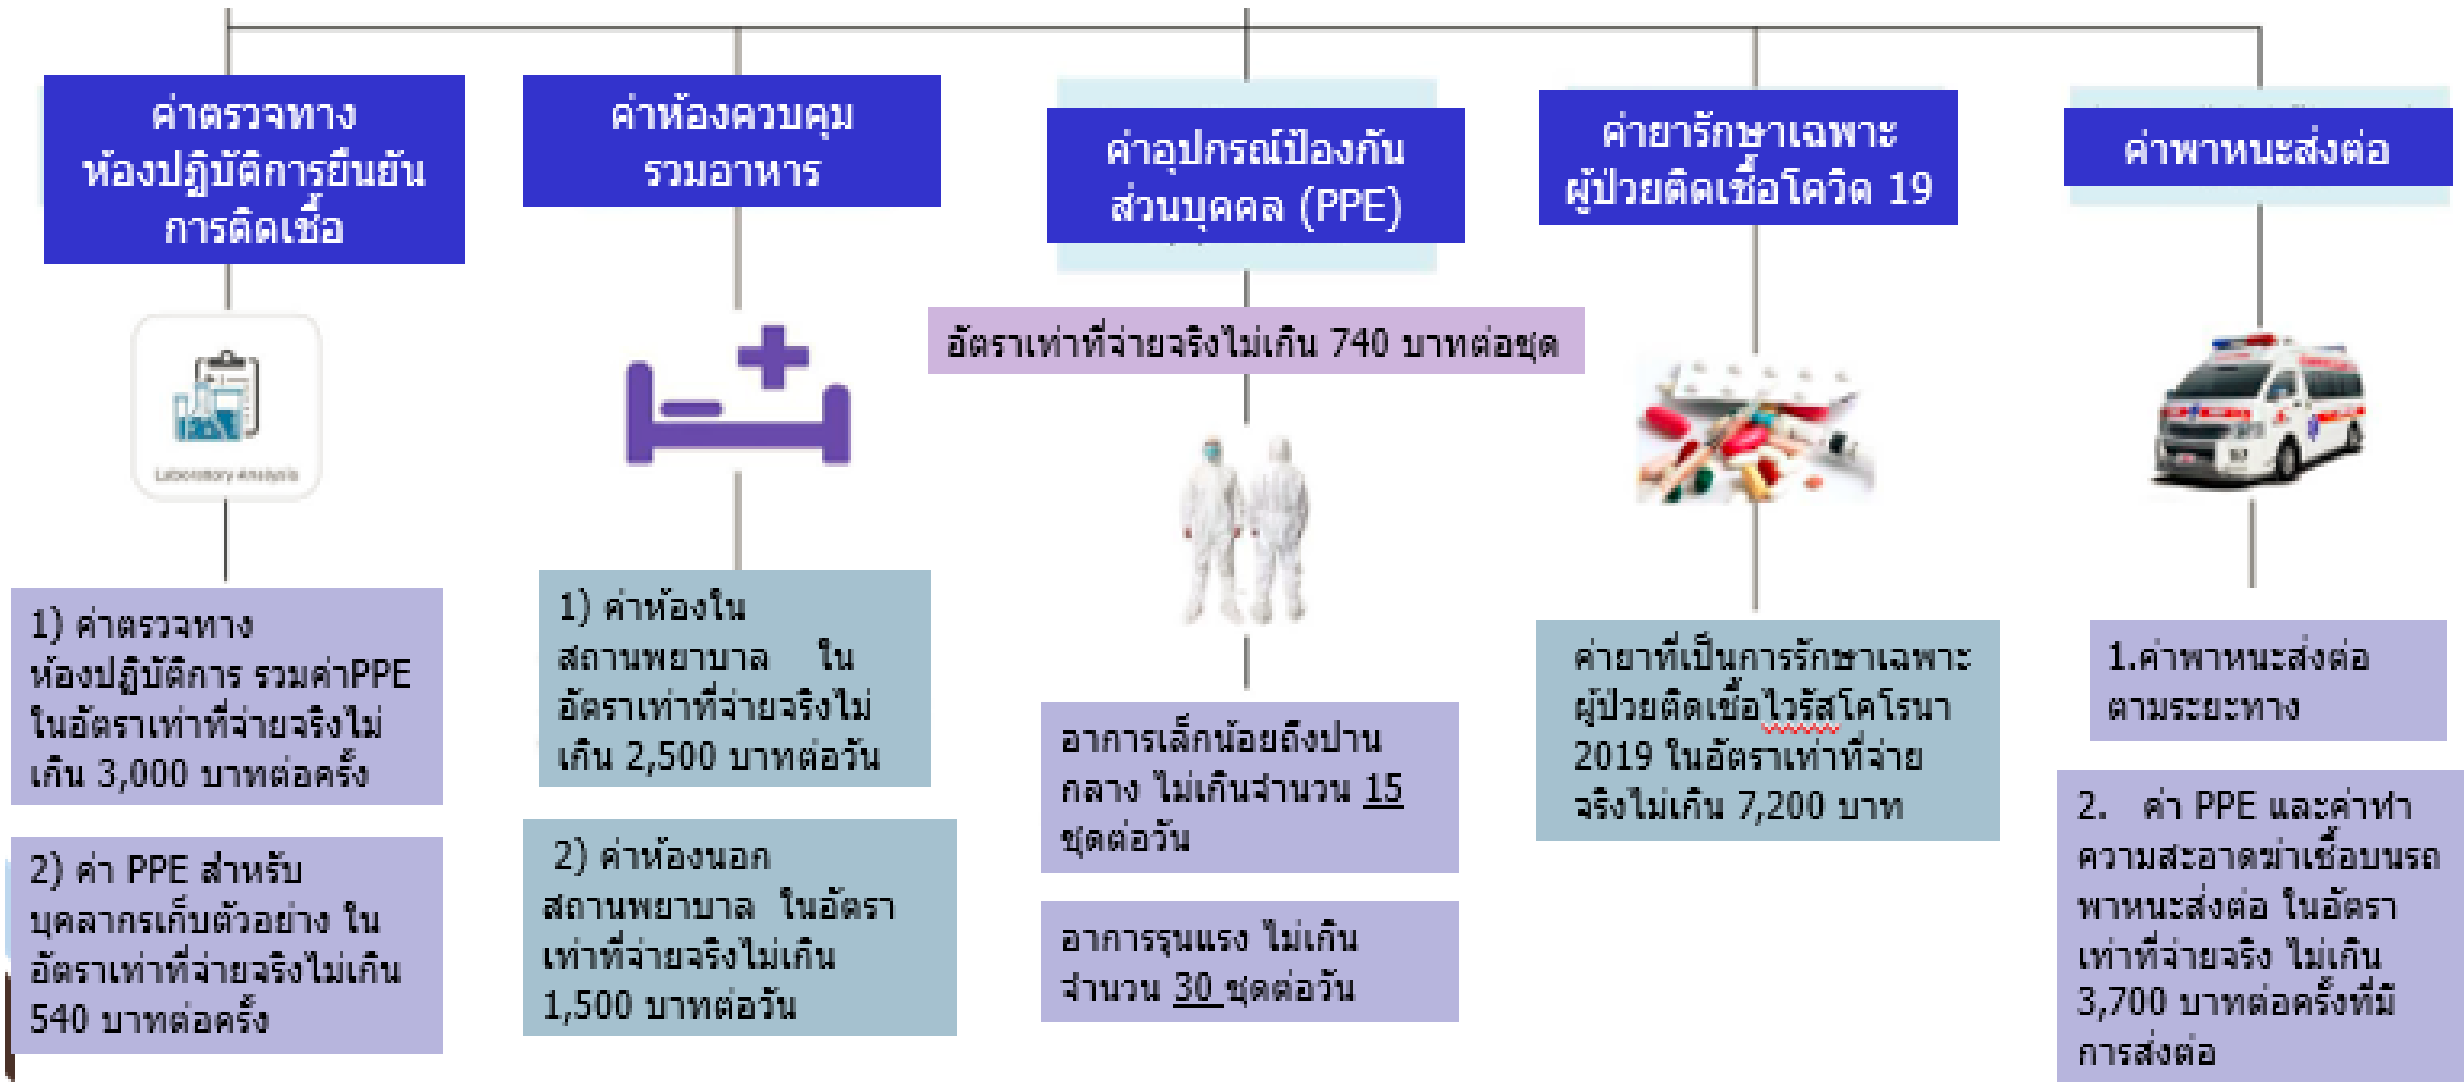 ค่าตรวจทาง
ห้องปฏิบัติการยืนยัน
การติดเชื้อ
Laboratory Analysis
1) ค่าตรวจทาง
ห้องปฏิบัติการ รวมค่าPPE
ในอัตราเท่าที่จ่ายจริงไม่
เกิน 3,000 บาทต่อครั้ง
2) ค่า PPE สำหรับ
บุคลากรเก็บตัวอย่าง ใน
อัตราเท่าที่จ่ายจริงไม่เกิน
540 บาทต่อครั้ง
ค่าห้องควบคุม
รวมอาหาร
1) ค่าห้องใน
สถานพยาบาล ใน
อัตราเท่าที่จ่ายจริงไม่
เกิน 2,500 บาทต่อวัน
2) ค่าห้องนอก
สถานพยาบาล ในอัตรา
เท่าที่จ่ายจริงไม่เกิน
1,500 บาทต่อวัน
ค่าอุปกรณ์ป้องกัน
ส่วนบุคคล (PPE)
อัตราเท่าที่จ่ายจริงไม่เกิน 740 บาทต่อชุด
อาการเล็กน้อยถึงปาน
กลาง ไม่เกินจำนวน 15
ชุดต่อวัน
อาการรุนแรง ไม่เกิน
จำนวน 30 ชุดต่อวัน
ค่ายารักษาเฉพาะ
ผู้ป่วยติดเชื้อโควิด 19
ค่ายาที่เป็นการรักษาเฉพาะ
ผู้ป่วยติดเชื้อไวรัสโคโรนา
2019 ในอัตราเท่าที่จ่าย
จริงไม่เกิน 7,200 บาท
ค่าพาหนะส่งต่อ
1.ค่าพาหนะส่งต่อ
ตามระยะทาง
2. ค่า PPE และค่าทำ
ความสะอาดฆ่าเชื้อบนรถ
พาหนะส่งต่อ ในอัตรา
เท่าที่จ่ายจริง ไม่เกิน
3,700 บาทต่อครั้งที่มี
การส่งต่อ